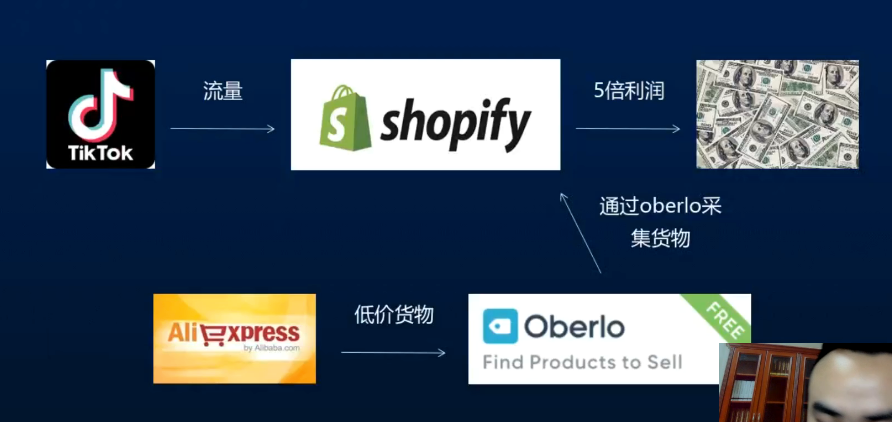 流量
5倍利润
TikTok
shopify
通过oberlo采
集货物
低价货物
AliExpress
by Alibaba.com
Oberlo
FREE
Find Products to Sell